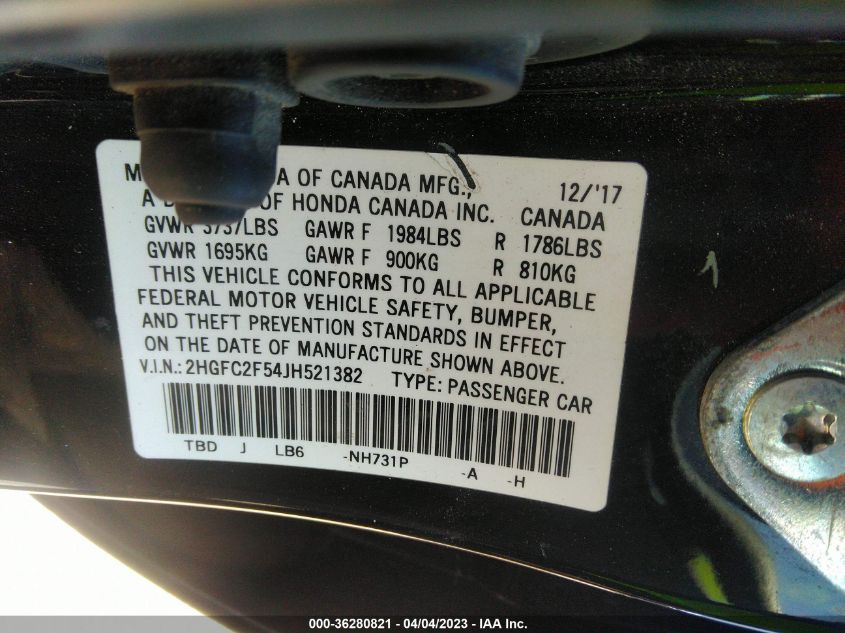 A OF CANADA MFG., 12/'17
A OF HONDA CANADA INC. CANADA
GVWR 3737LBS GAWR F 1984LBS R 1786LBS
GVWR 1695KG GAWR F 900KG R 810KG
THIS VEHICLE CONFORMS TO ALL APPLICABLE
FEDERAL MOTOR VEHICLE SAFETY, BUMPER,
AND THEFT PREVENTION STANDARDS IN EFFECT
ON THE DATE OF MANUFACTURE SHOWN ABOVE.
V.I.N.: 2HGFC2F54JH521382 TYPE: PASSENGER CAR
TBD J LB6 -NH731P -A -H
000-36280821 - 04/04/2023 - IAA Inc.